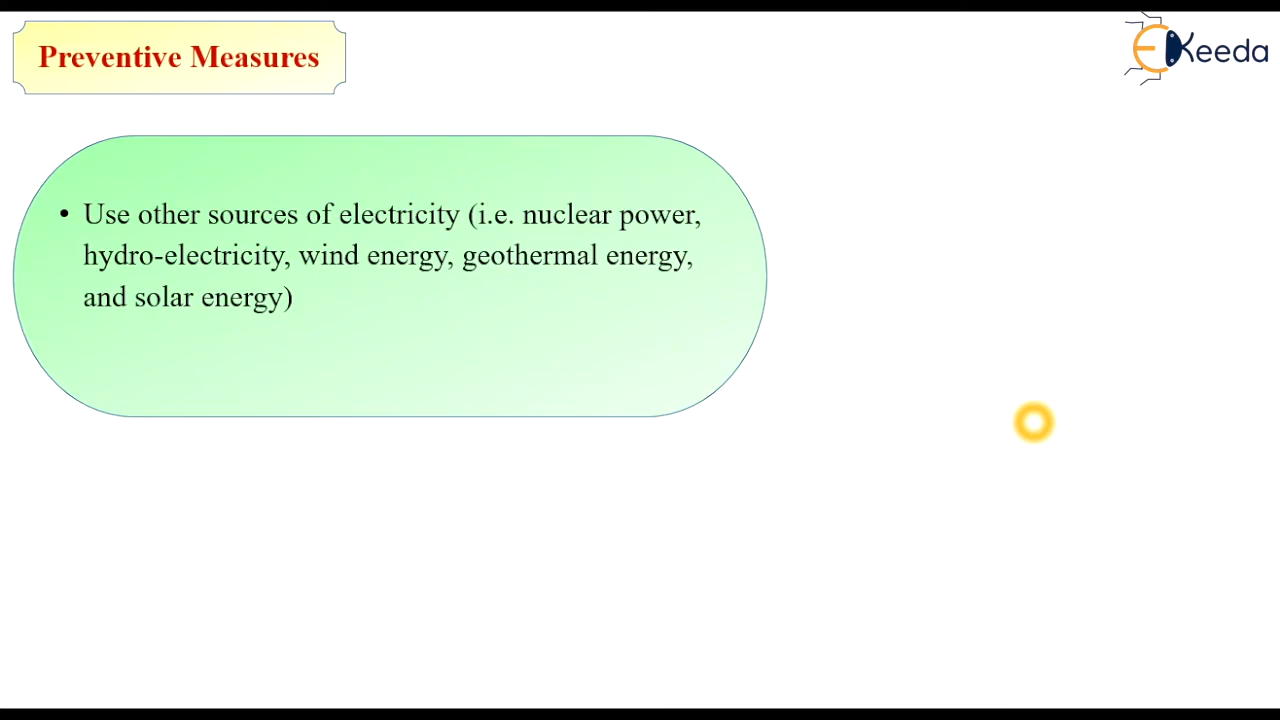 Preventive Measures
EKeeda
• Use other sources of electricity (i.e. nuclear power,
hydro-electricity, wind energy, geothermal energy,
and solar energy)